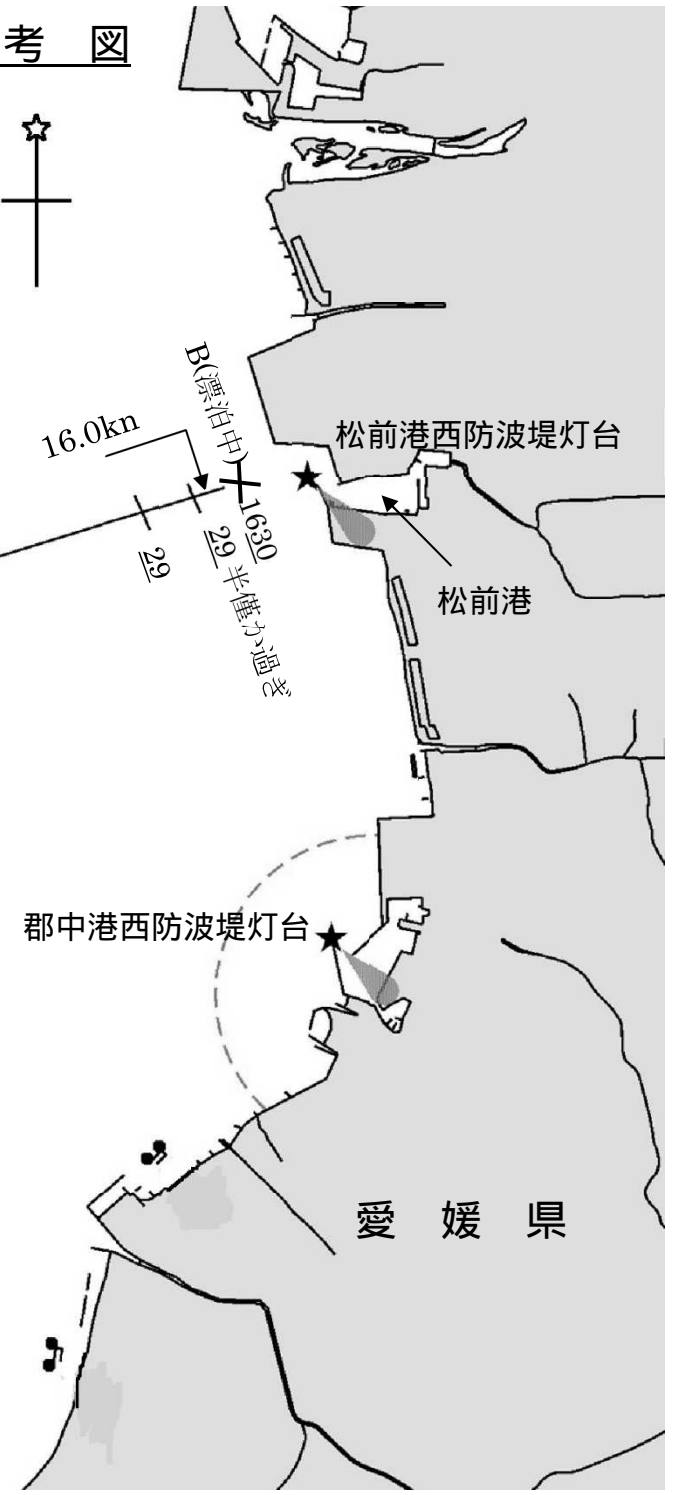 考 図
B(漂泊中)
16.0kn
松前港西防波堤灯台
1630
29 半僅か過ぎ
29
松前港
郡中港西防波堤灯台
愛 媛 県